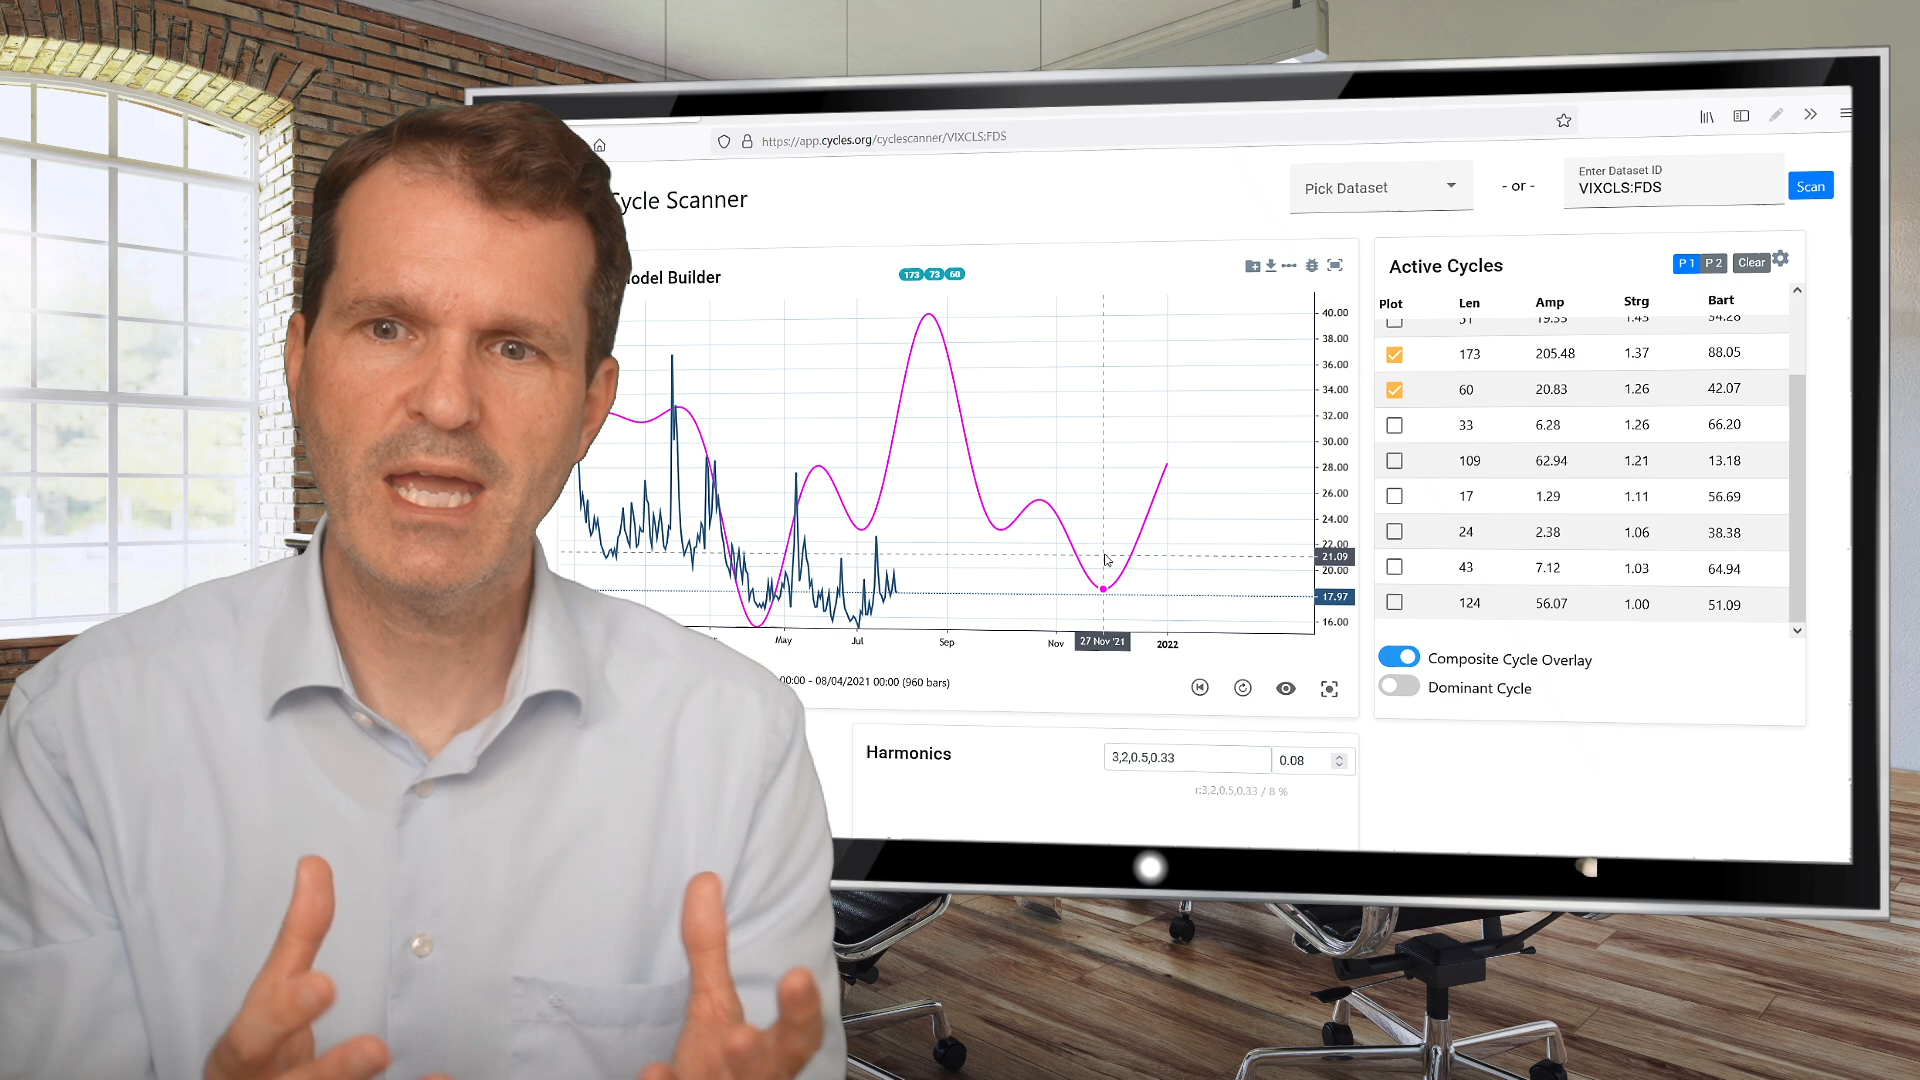 https://app.cycles.org/cyclescanner/VIXCLS:FDS
Cycle Scanner
Pick Dataset
- or -
Enter Dataset ID
VIXCLS:FDS
Scan
Model Builder
173 73 60
40.00
38.00
36.00
34.00
32.00
30.00
28.00
26.00
24.00
22.00
21.09
20.00
17.97
16.00
May
Jul
Sep
Nov
27 Nov '21
2022
00:00 - 08/04/2021 00:00 (960 bars)
Active Cycles
P 1 P 2 Clear
Plot Len Amp Strg Bart
51 19.33 1.43 54.28
173 205.48 1.37 88.05
60 20.83 1.26 42.07
33 6.28 1.26 66.20
109 62.94 1.21 13.18
17 1.29 1.11 56.69
24 2.38 1.06 38.38
43 7.12 1.03 64.94
124 56.07 1.00 51.09
Composite Cycle Overlay
Dominant Cycle
Harmonics
3,2,0.5,0.33
0.08
r:3,2,0.5,0.33 / 8 %